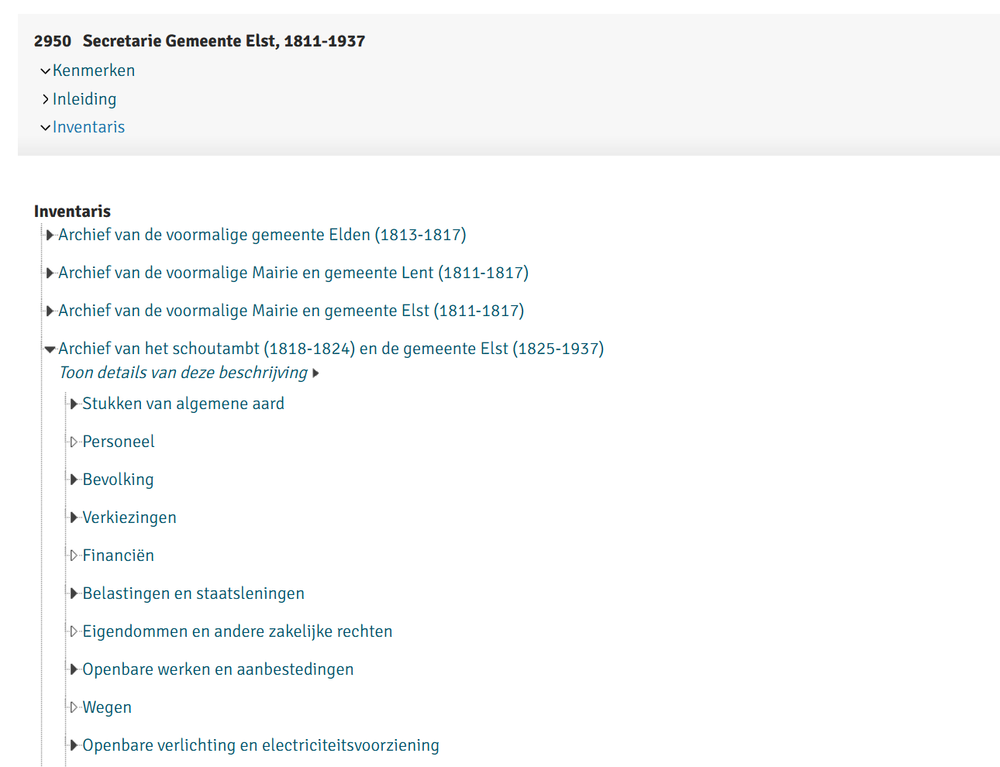 2950 Secretarie Gemeente Elst, 1811-1937
Kenmerken
Inleiding
Inventaris
Inventaris
Archief van de voormalige gemeente Elden (1813-1817)
Archief van de voormalige Mairie en gemeente Lent (1811-1817)
Archief van de voormalige Mairie en gemeente Elst (1811-1817)
Archief van het schoutambt (1818-1824) en de gemeente Elst (1825-1937)
Toon details van deze beschrijving
Stukken van algemene aard
Personeel
Bevolking
Verkiezingen
Financiën
Belastingen en staatsleningen
Eigendommen en andere zakelijke rechten
Openbare werken en aanbestedingen
Wegen
Openbare verlichting en electriciteitsvoorziening